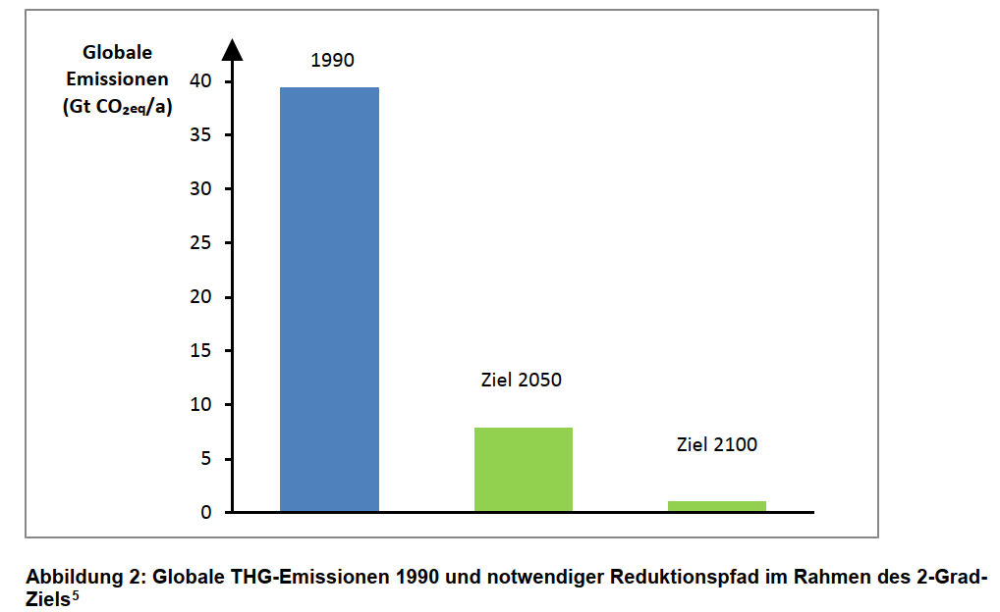 Globale
Emissionen
(Gt CO₂eq/a)
1990
40
35
30
25
20
15
10
5
0
Ziel 2050
Ziel 2100
Abbildung 2: Globale THG-Emissionen 1990 und notwendiger Reduktionspfad im Rahmen des 2-Grad-
Ziels⁵